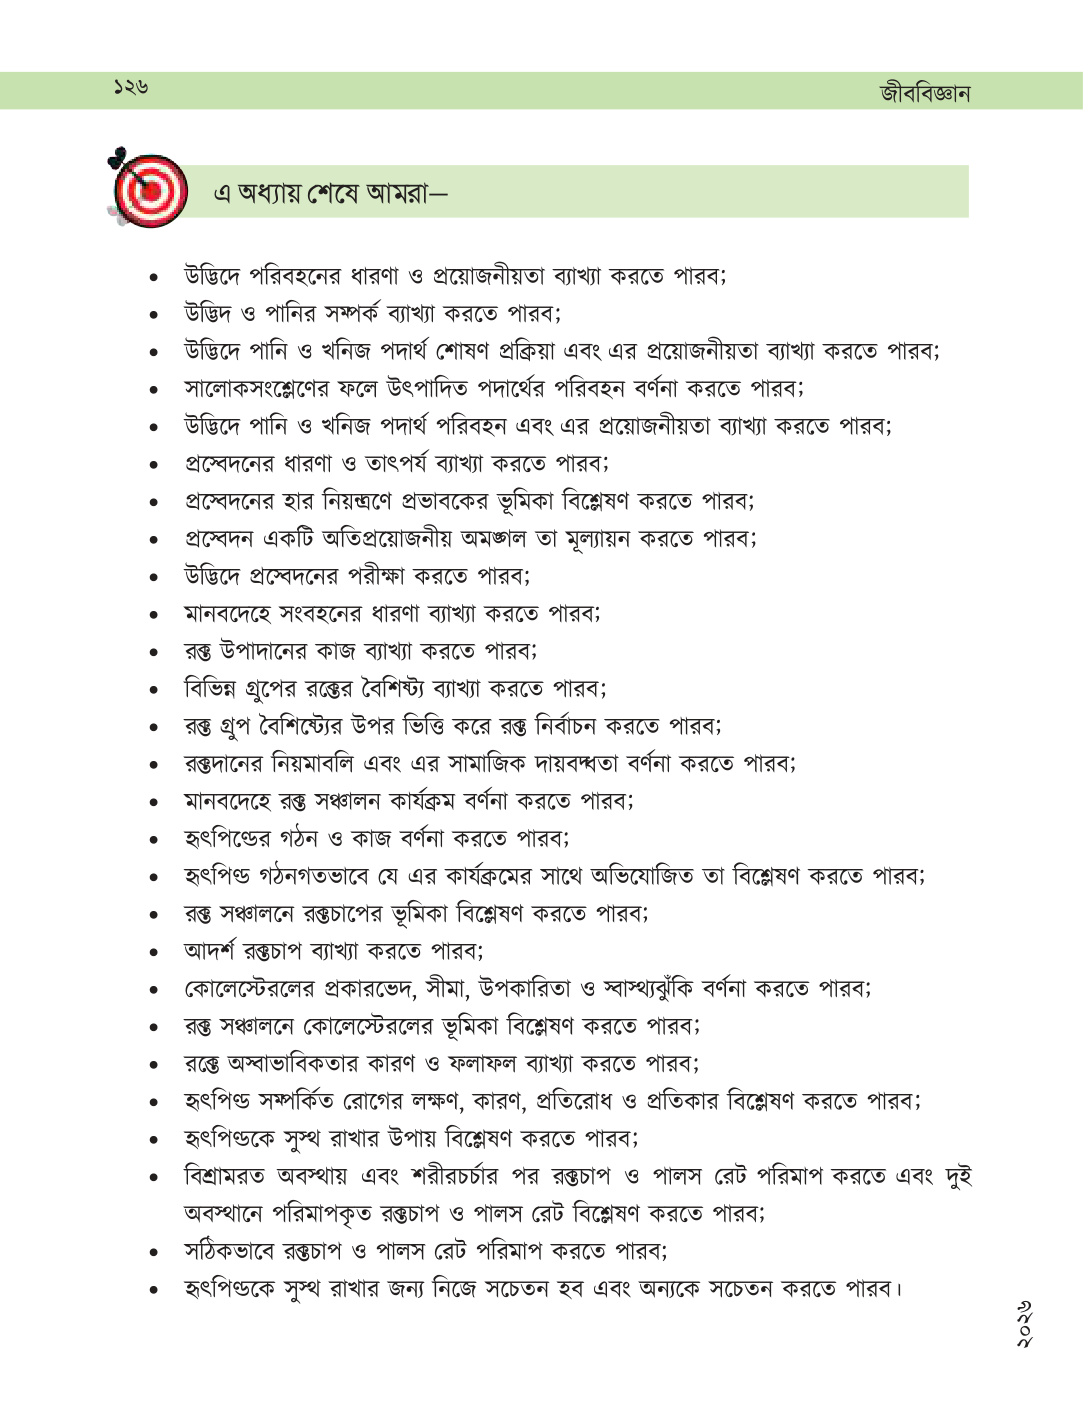 ১২৬
জীববিজ্ঞান
এ অধ্যায় শেষে আমরা–
• উদ্ভিদে পরিবহনের ধারণা ও প্রয়োজনীয়তা ব্যাখ্যা করতে পারব;
• উদ্ভিদ ও পানির সম্পর্ক ব্যাখ্যা করতে পারব;
• উদ্ভিদে পানি ও খনিজ পদার্থ শোষণ প্রক্রিয়া এবং এর প্রয়োজনীয়তা ব্যাখ্যা করতে পারব;
• সালোকসংশ্লেণের ফলে উৎপাদিত পদার্থের পরিবহন বর্ণনা করতে পারব;
• উদ্ভিদে পানি ও খনিজ পদার্থ পরিবহন এবং এর প্রয়োজনীয়তা ব্যাখ্যা করতে পারব;
• প্রস্বেদনের ধারণা ও তাৎপর্য ব্যাখ্যা করতে পারব;
• প্রস্বেদনের হার নিয়ন্ত্রণে প্রভাবকের ভূমিকা বিশ্লেষণ করতে পারব;
• প্রস্বেদন একটি অতিপ্রয়োজনীয় অমঙ্গল তা মূল্যায়ন করতে পারব;
• উদ্ভিদে প্রস্বেদনের পরীক্ষা করতে পারব;
• মানবদেহে সংবহনের ধারণা ব্যাখ্যা করতে পারব;
• রক্ত উপাদানের কাজ ব্যাখ্যা করতে পারব;
• বিভিন্ন গ্রুপের রক্তের বৈশিষ্ট্য ব্যাখ্যা করতে পারব;
• রক্ত গ্রুপ বৈশিষ্ট্যের উপর ভিত্তি করে রক্ত নির্বাচন করতে পারব;
• রক্তদানের নিয়মাবলি এবং এর সামাজিক দায়বদ্ধতা বর্ণনা করতে পারব;
• মানবদেহে রক্ত সঞ্চালন কার্যক্রম বর্ণনা করতে পারব;
• হৃৎপিণ্ডের গঠন ও কাজ বর্ণনা করতে পারব;
• হৃৎপিণ্ড গঠনগতভাবে যে এর কার্যক্রমের সাথে অভিযোজিত তা বিশ্লেষণ করতে পারব;
• রক্ত সঞ্চালনে রক্তচাপের ভূমিকা বিশ্লেষণ করতে পারব;
• আদর্শ রক্তচাপ ব্যাখ্যা করতে পারব;
• কোলেস্টেরলের প্রকারভেদ, সীমা, উপকারিতা ও স্বাস্থ্যঝুঁকি বর্ণনা করতে পারব;
• রক্ত সঞ্চালনে কোলেস্টেরলের ভূমিকা বিশ্লেষণ করতে পারব;
• রক্তে অস্বাভাবিকতার কারণ ও ফলাফল ব্যাখ্যা করতে পারব;
• হৃৎপিণ্ড সম্পর্কিত রোগের লক্ষণ, কারণ, প্রতিরোধ ও প্রতিকার বিশ্লেষণ করতে পারব;
• হৃৎপিণ্ডকে সুস্থ রাখার উপায় বিশ্লেষণ করতে পারব;
• বিশ্রামরত অবস্থায় এবং শরীরচর্চার পর রক্তচাপ ও পালস রেট পরিমাপ করতে এবং দুই
অবস্থানে পরিমাপকৃত রক্তচাপ ও পালস রেট বিশ্লেষণ করতে পারব;
• সঠিকভাবে রক্তচাপ ও পালস রেট পরিমাপ করতে পারব;
• হৃৎপিণ্ডকে সুস্থ রাখার জন্য নিজে সচেতন হব এবং অন্যকে সচেতন করতে পারব।
২০২৬